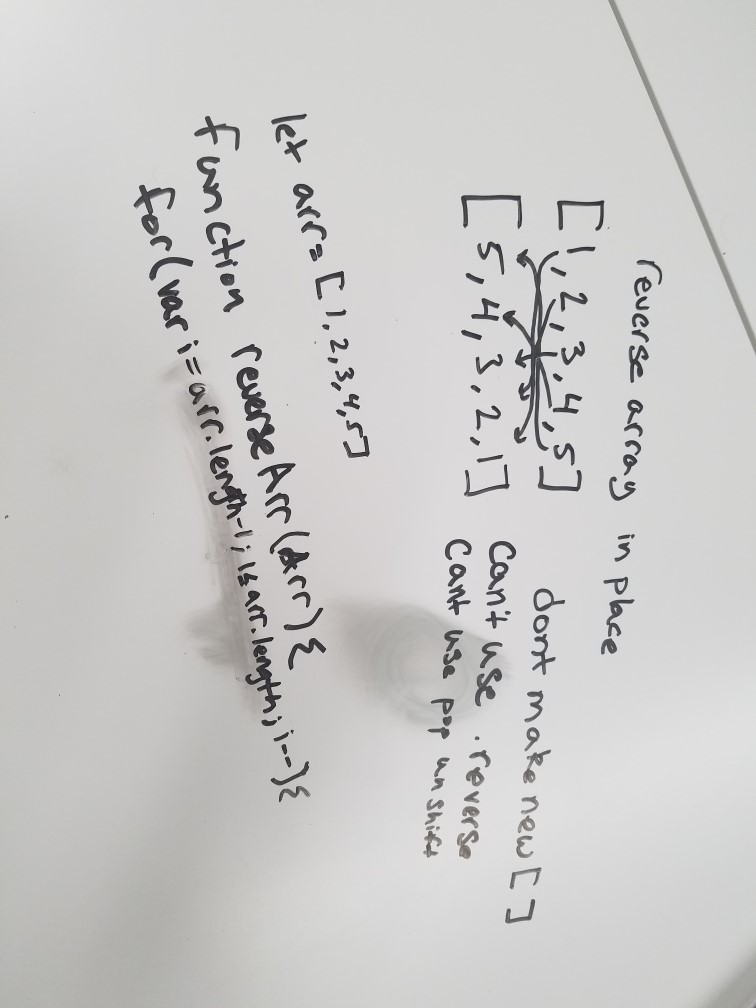 reverse array in place
[1, 2, 3, 4, 5]
dont make new [ ]
[5, 4, 3, 2, 1]
Can't use .reverse
Cant use pop unshift
let arr = [1,2,3,4,5]
function reverseArr(Arr){
for(var i = arr.length-1; i≤arr.length; i--){